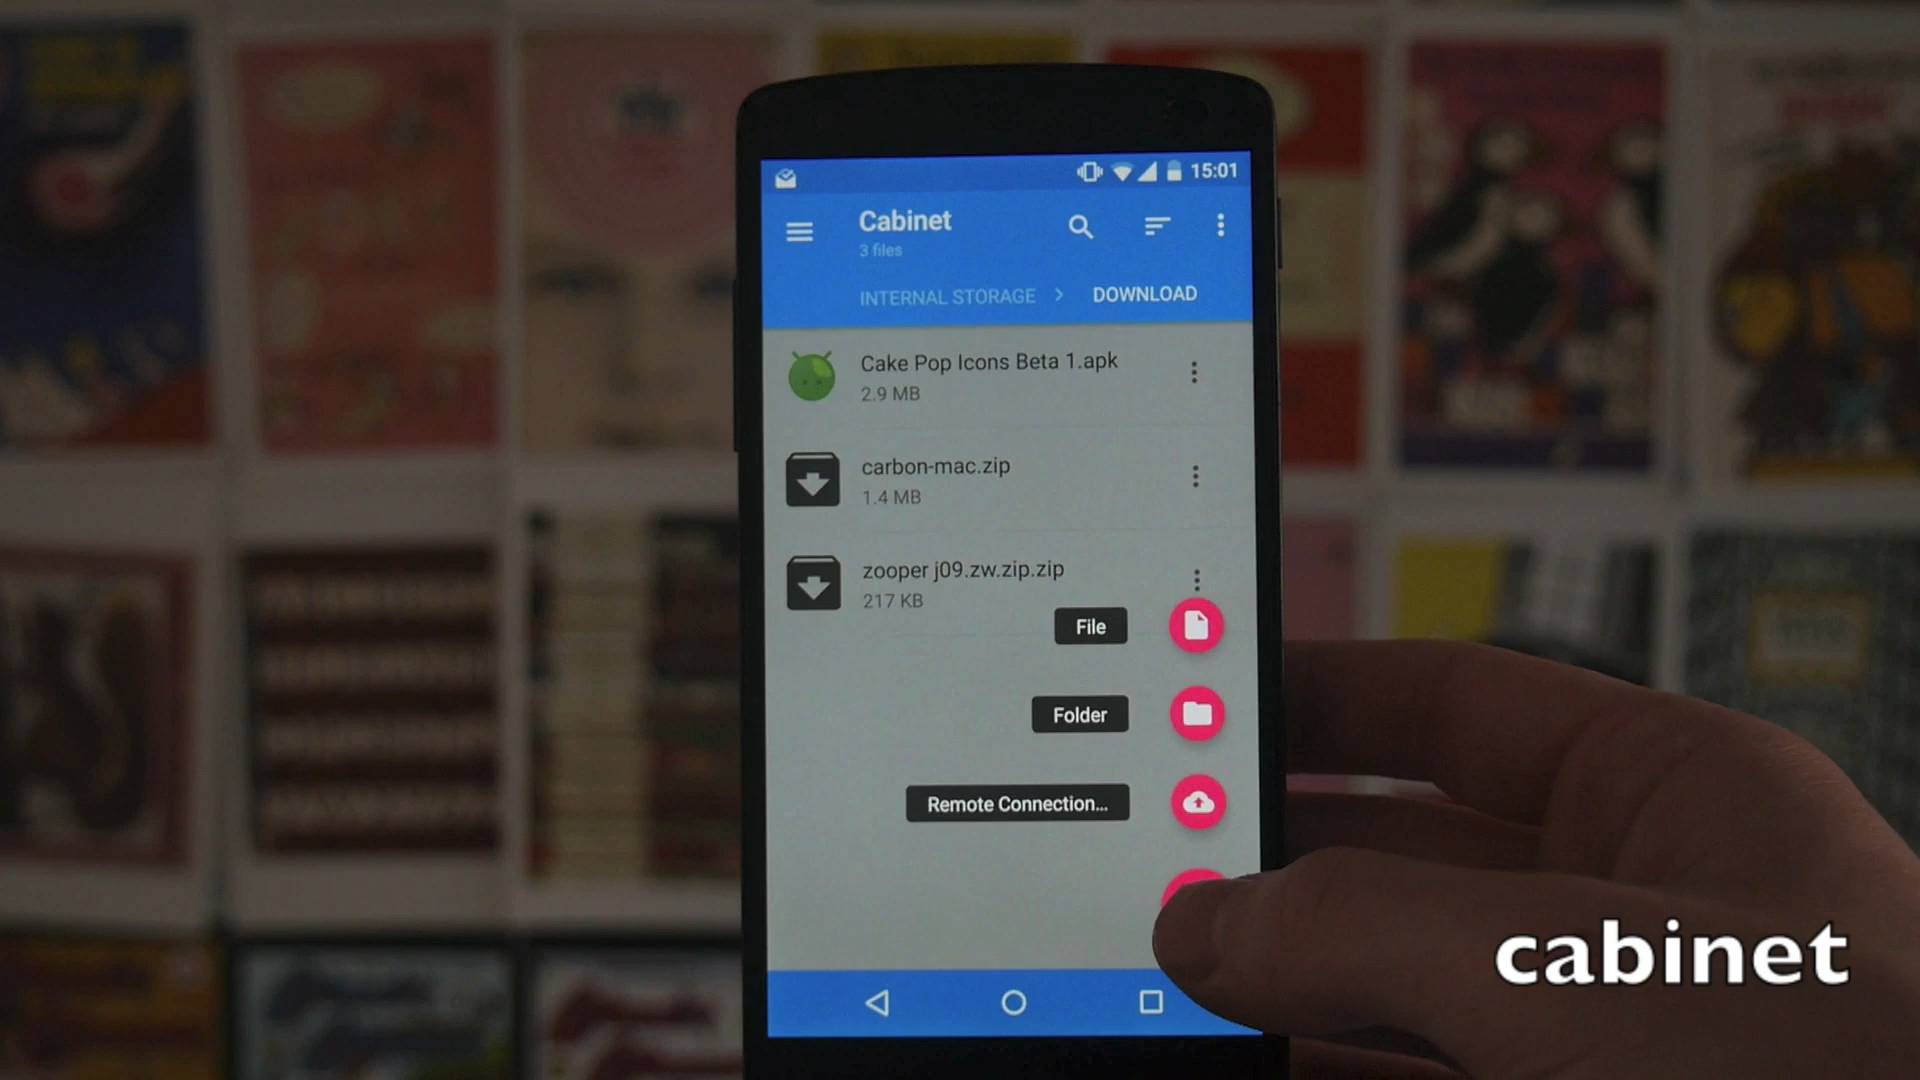 15:01
Cabinet
3 files
INTERNAL STORAGE > DOWNLOAD
Cake Pop Icons Beta 1.apk
2.9 MB
carbon-mac.zip
1.4 MB
zooper j09.zw.zip.zip
217 KB
File
Folder
Remote Connection...
cabinet